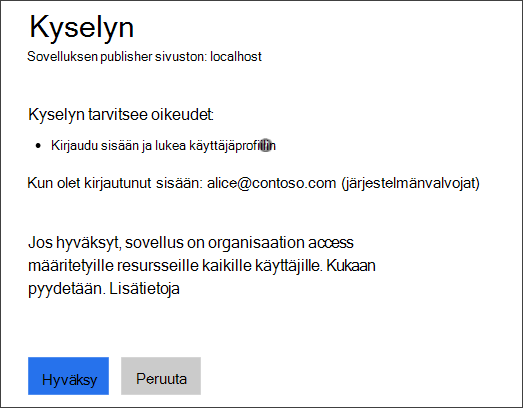 Kyselyn
Sovelluksen publisher sivuston: localhost
Kyselyn tarvitsee oikeudet:
Kirjaudu sisään ja lukea käyttäjäprofiiliin
Kun olet kirjautunut sisään: alice@contoso.com (järjestelmänvalvojat)
Jos hyväksyt, sovellus on organisaation access
määritetyille resursseille kaikille käyttäjille. Kukaan
pyydetään. Lisätietoja
Hyväksy
Peruuta